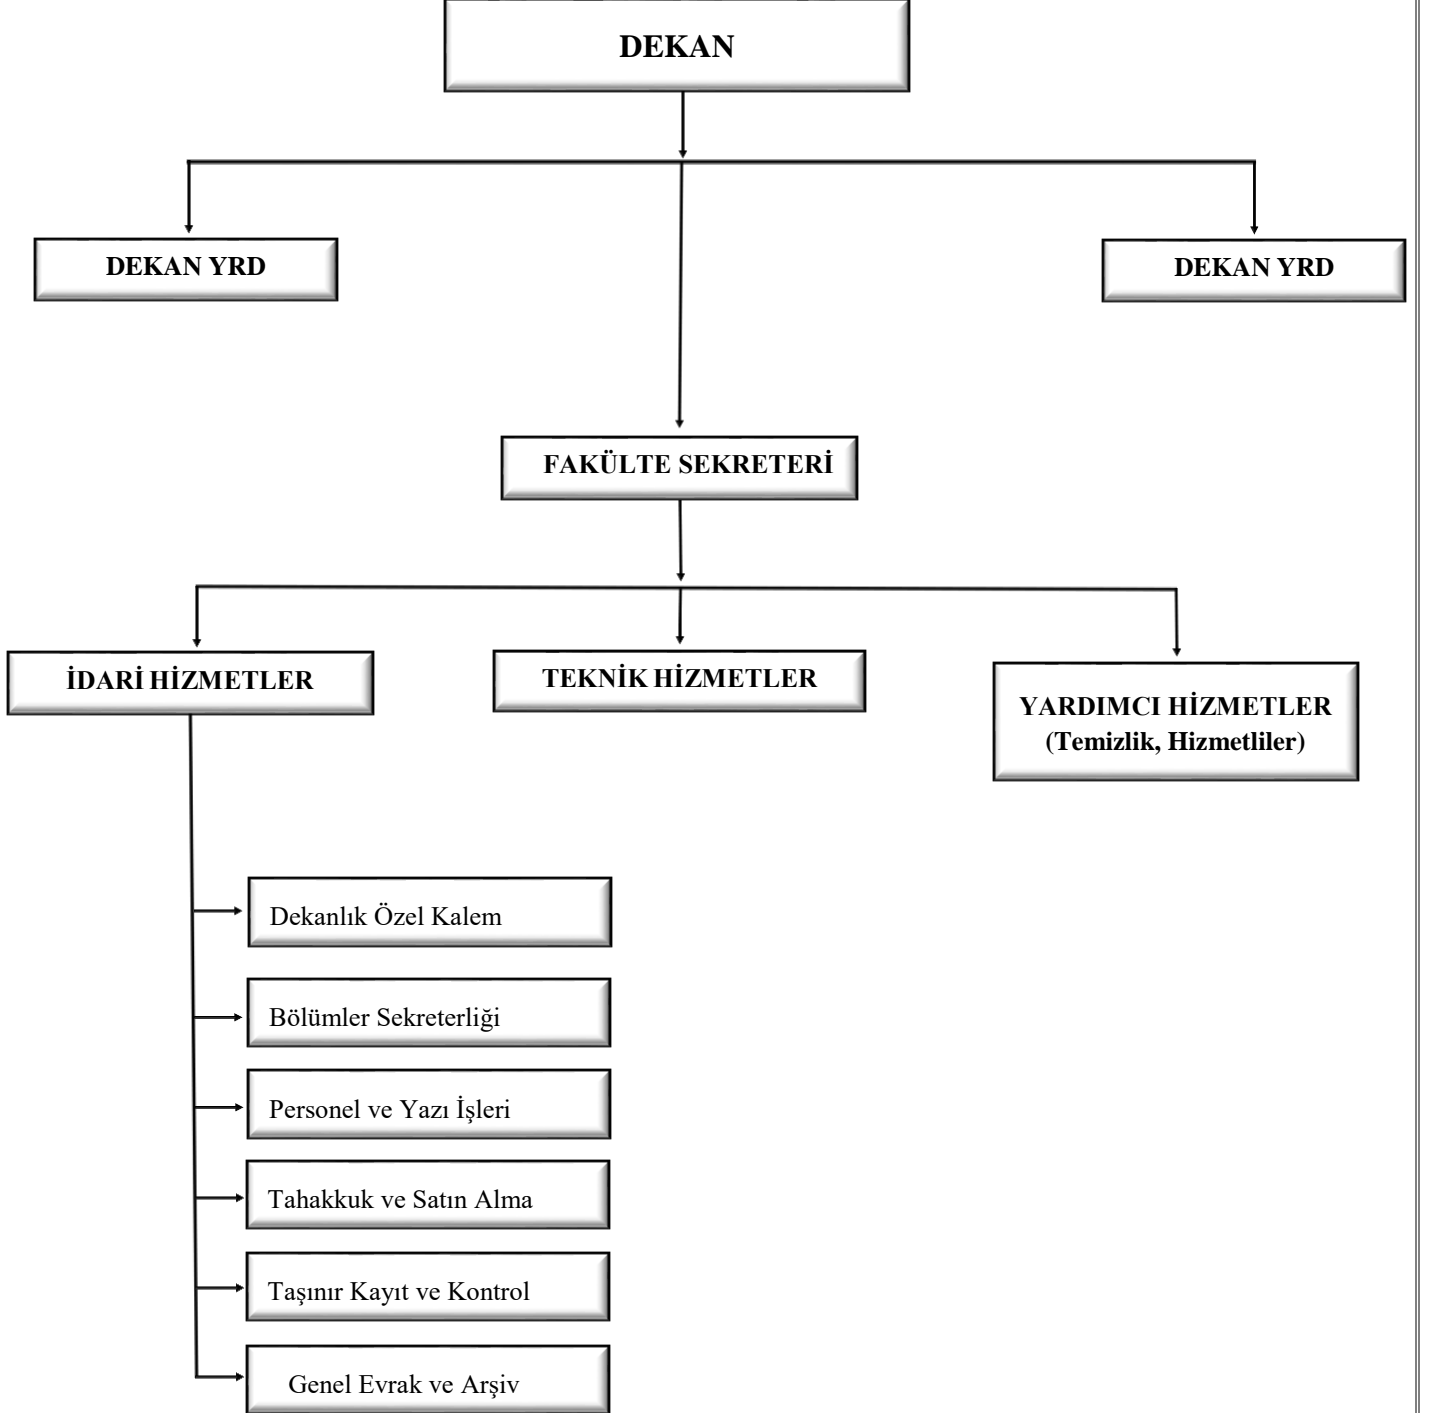 DEKAN
DEKAN YRD
DEKAN YRD
FAKÜLTE SEKRETERİ
İDARİ HİZMETLER
TEKNİK HİZMETLER
YARDIMCI HİZMETLER
(Temizlik, Hizmetliler)
Dekanlık Özel Kalem
Bölümler Sekreterliği
Personel ve Yazı İşleri
Tahakkuk ve Satın Alma
Taşınır Kayıt ve Kontrol
Genel Evrak ve Arşiv